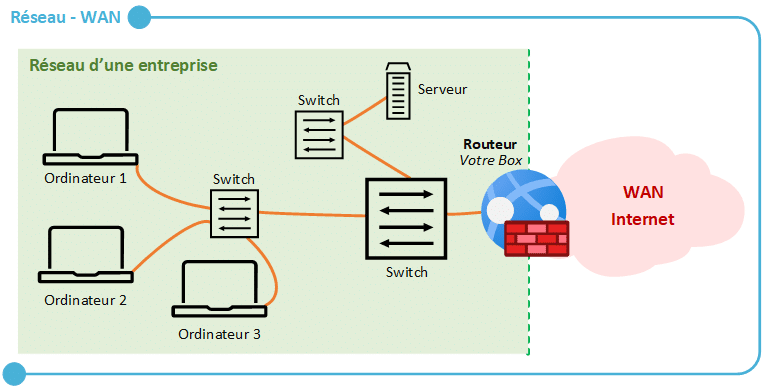 Réseau - WAN
Réseau d'une entreprise
Serveur
Switch
Routeur
Votre Box
Ordinateur 1
Switch
WAN
Internet
Switch
Ordinateur 2
Ordinateur 3